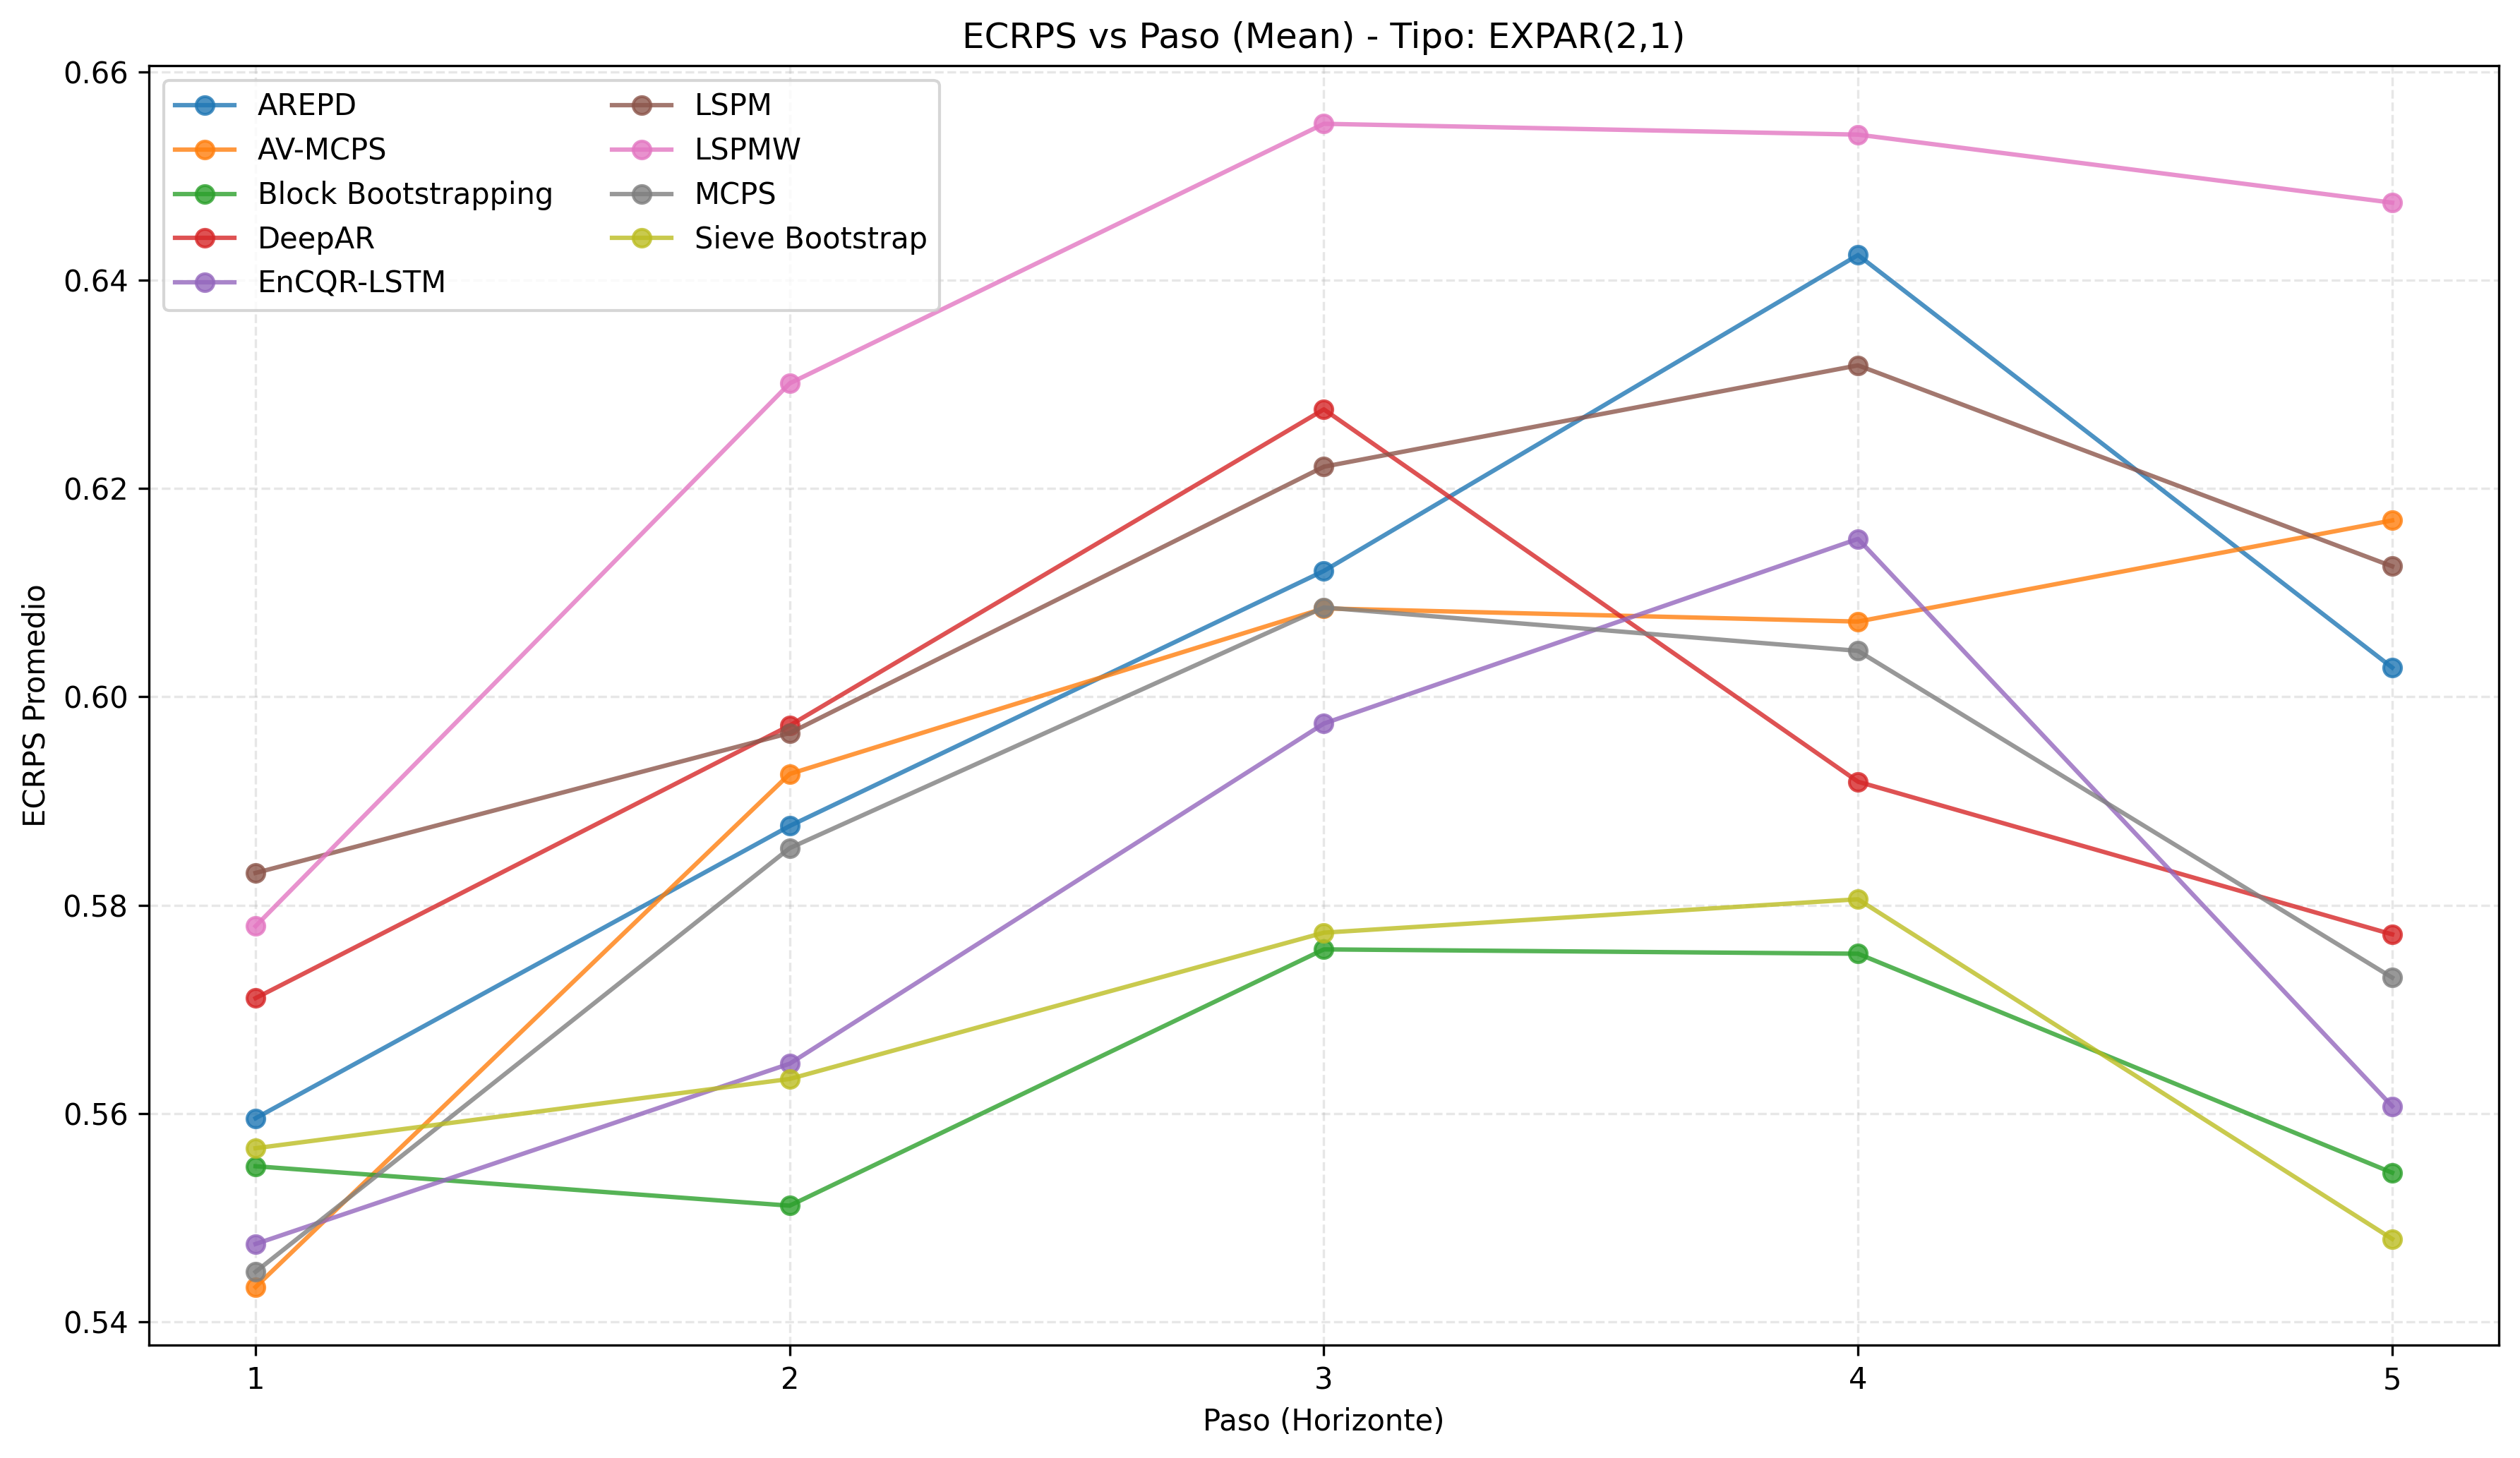 ECRPS vs Paso (Mean) - Tipo: EXPAR(2,1)
AREPD
AV-MCPS
Block Bootstrapping
DeepAR
EnCQR-LSTM
LSPM
LSPMW
MCPS
Sieve Bootstrap
ECRPS Promedio
0.66
0.64
0.62
0.60
0.58
0.56
0.54
1
2
3
4
5
Paso (Horizonte)